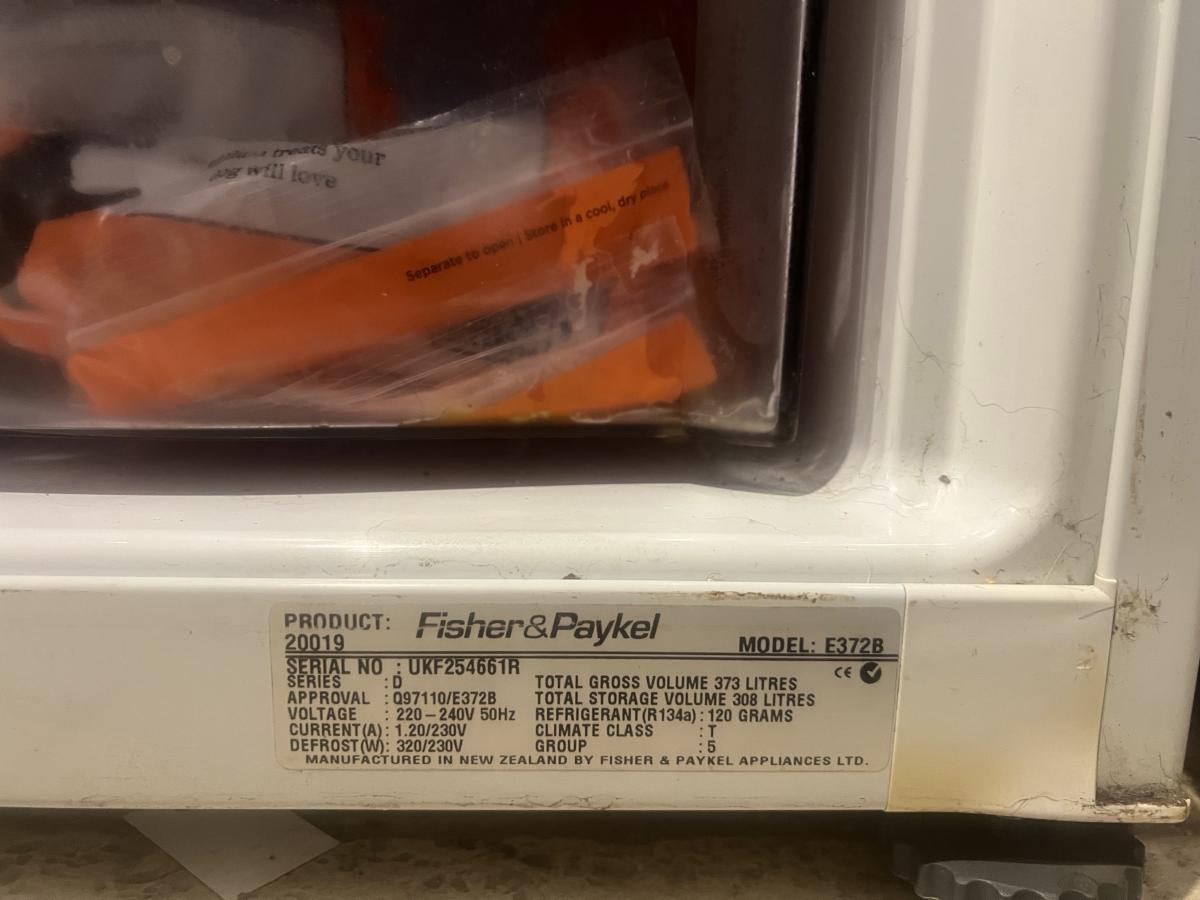 treats your
dog will love
Separate to open | Store in a cool, dry place
PRODUCT: Fisher&Paykel
20019 MODEL: E372B
SERIAL NO : UKF254661R
SERIES : D TOTAL GROSS VOLUME 373 LITRES
APPROVAL : Q97110/E372B TOTAL STORAGE VOLUME 308 LITRES
VOLTAGE : 220–240V 50Hz REFRIGERANT(R134a) : 120 GRAMS
CURRENT(A) : 1.20/230V CLIMATE CLASS : T
DEFROST(W) : 320/230V GROUP : 5
MANUFACTURED IN NEW ZEALAND BY FISHER & PAYKEL APPLIANCES LTD.